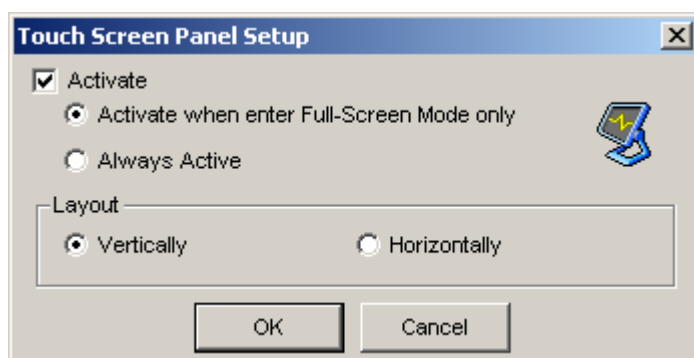 Touch Screen Panel Setup
Activate
Activate when enter Full-Screen Mode only
Always Active
Layout
Vertically Horizontally
OK Cancel